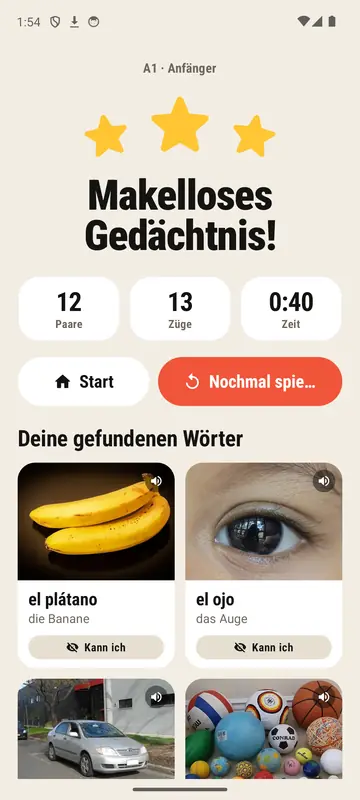 1:54
A1 · Anfänger
Makelloses
Gedächtnis!
12
Paare
13
Züge
0:40
Zeit
Start
Nochmal spie…
Deine gefundenen Wörter
el plátano
die Banane
Kann ich
el ojo
das Auge
Kann ich
CONRAD